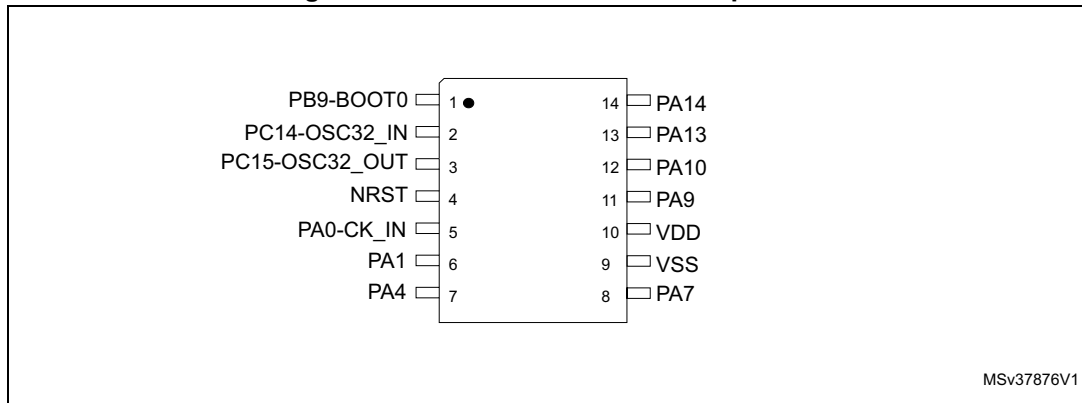 PB9-BOOT0 1 14 PA14
PC14-OSC32_IN 2 13 PA13
PC15-OSC32_OUT 3 12 PA10
NRST 4 11 PA9
PA0-CK_IN 5 10 VDD
PA1 6 9 VSS
PA4 7 8 PA7
MSv37876V1